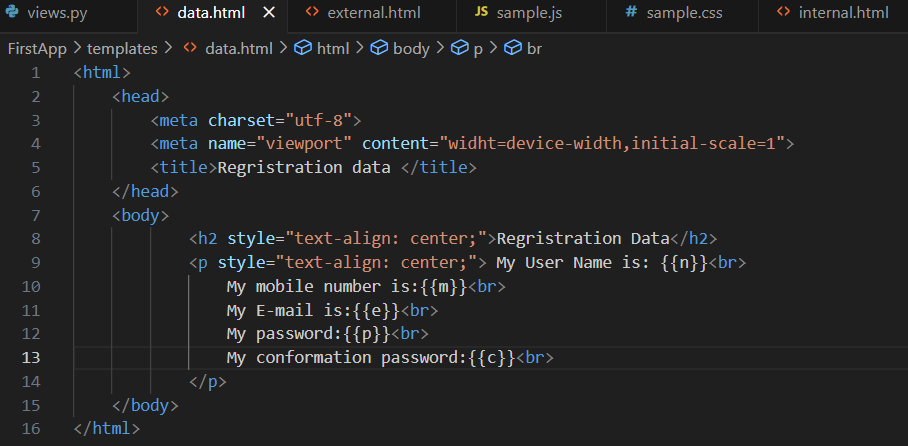 views.py data.html external.html JS sample.js # sample.css internal.html
FirstApp > templates > data.html > html > body > p > br
1 <html>
2 <head>
3 <meta charset="utf-8">
4 <meta name="viewport" content="widht=device-width,initial-scale=1">
5 <title>Regristration data </title>
6 </head>
7 <body>
8 <h2 style="text-align: center;">Regristration Data</h2>
9 <p style="text-align: center;"> My User Name is: {{n}}<br>
10 My mobile number is:{{m}}<br>
11 My E-mail is:{{e}}<br>
12 My password:{{p}}<br>
13 My conformation password:{{c}}<br>
14 </p>
15 </body>
16 </html>